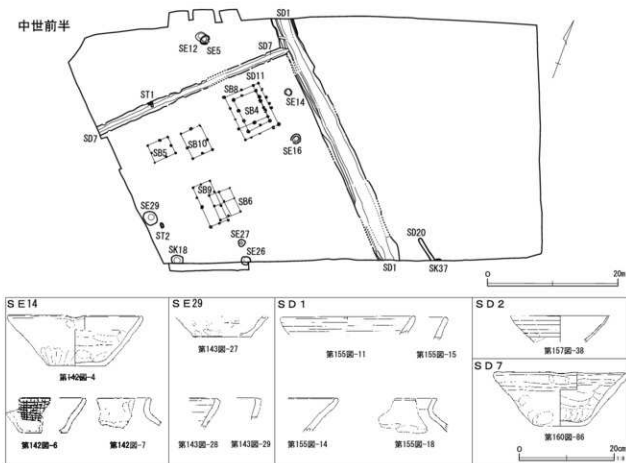 中世前半
SD1
SE12
SE5
SD7
SD11
ST1
SB8
SE14
SB4
SD7
SE16
SB5
SB10
SB9
SB6
SE29
ST2
SE27
SD20
SK18
SE26
SD1
SK37
0 20m
SE14
第142図-4
第142図-6
第142図-7
SE29
第143図-27
第143図-28
第143図-29
SD1
第155図-11
第155図-15
第155図-14
第155図-18
SD2
第157図-38
SD7
第160図-86
0 20cm